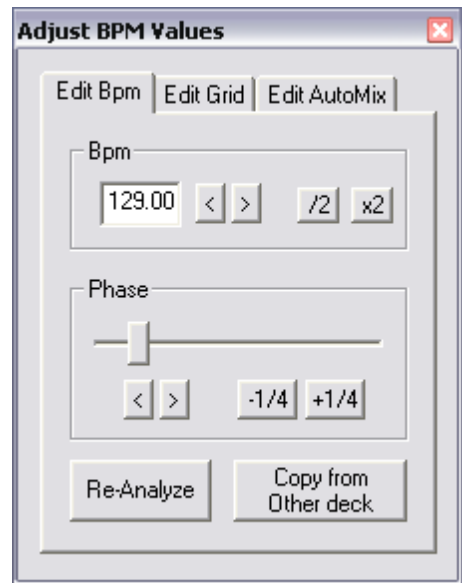 Adjust BPM Values
Edit Bpm Edit Grid Edit AutoMix
Bpm
129.00 < > /2 x2
Phase
< > -1/4 +1/4
Re-Analyze
Copy from
Other deck